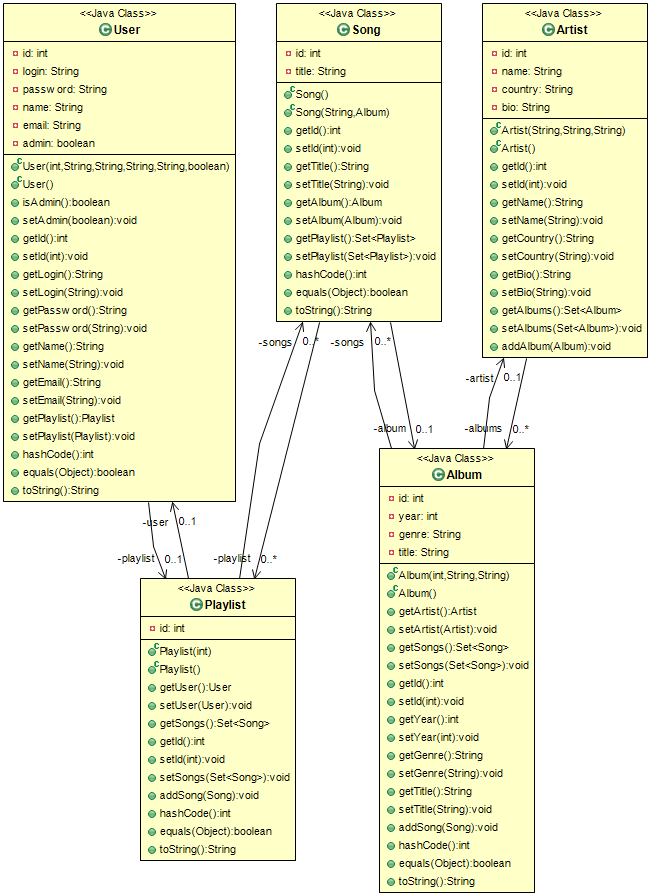 <<Java Class>>
User
id: int
login: String
passw ord: String
name: String
email: String
admin: boolean
User(int,String,String,String,String,boolean)
User()
isAdmin():boolean
setAdmin(boolean):void
getId():int
setId(int):void
getLogin():String
setLogin(String):void
getPassw ord():String
setPassw ord(String):void
getName():String
setName(String):void
getEmail():String
setEmail(String):void
getPlaylist():Playlist
setPlaylist(Playlist):void
hashCode():int
equals(Object):boolean
toString():String
<<Java Class>>
Song
id: int
title: String
Song()
Song(String,Album)
getId():int
setId(int):void
getTitle():String
setTitle(String):void
getAlbum():Album
setAlbum(Album):void
getPlaylist():Set<Playlist>
setPlaylist(Set<Playlist>):void
hashCode():int
equals(Object):boolean
toString():String
<<Java Class>>
Artist
id: int
name: String
country: String
bio: String
Artist(String,String,String)
Artist()
getId():int
setId(int):void
getName():String
setName(String):void
getCountry():String
setCountry(String):void
getBio():String
setBio(String):void
getAlbums():Set<Album>
setAlbums(Set<Album>):void
addAlbum(Album):void
-songs 0..*
-songs 0..*
-artist 0..1
-album 0..1
-albums 0..*
-user 0..1
-playlist 0..1
-playlist 0..*
<<Java Class>>
Playlist
id: int
Playlist(int)
Playlist()
getUser():User
setUser(User):void
getSongs():Set<Song>
getId():int
setId(int):void
setSongs(Set<Song>):void
addSong(Song):void
hashCode():int
equals(Object):boolean
toString():String
<<Java Class>>
Album
id: int
year: int
genre: String
title: String
Album(int,String,String)
Album()
getArtist():Artist
setArtist(Artist):void
getSongs():Set<Song>
setSongs(Set<Song>):void
getId():int
setId(int):void
getYear():int
setYear(int):void
getGenre():String
setGenre(String):void
getTitle():String
setTitle(String):void
addSong(Song):void
hashCode():int
equals(Object):boolean
toString():String